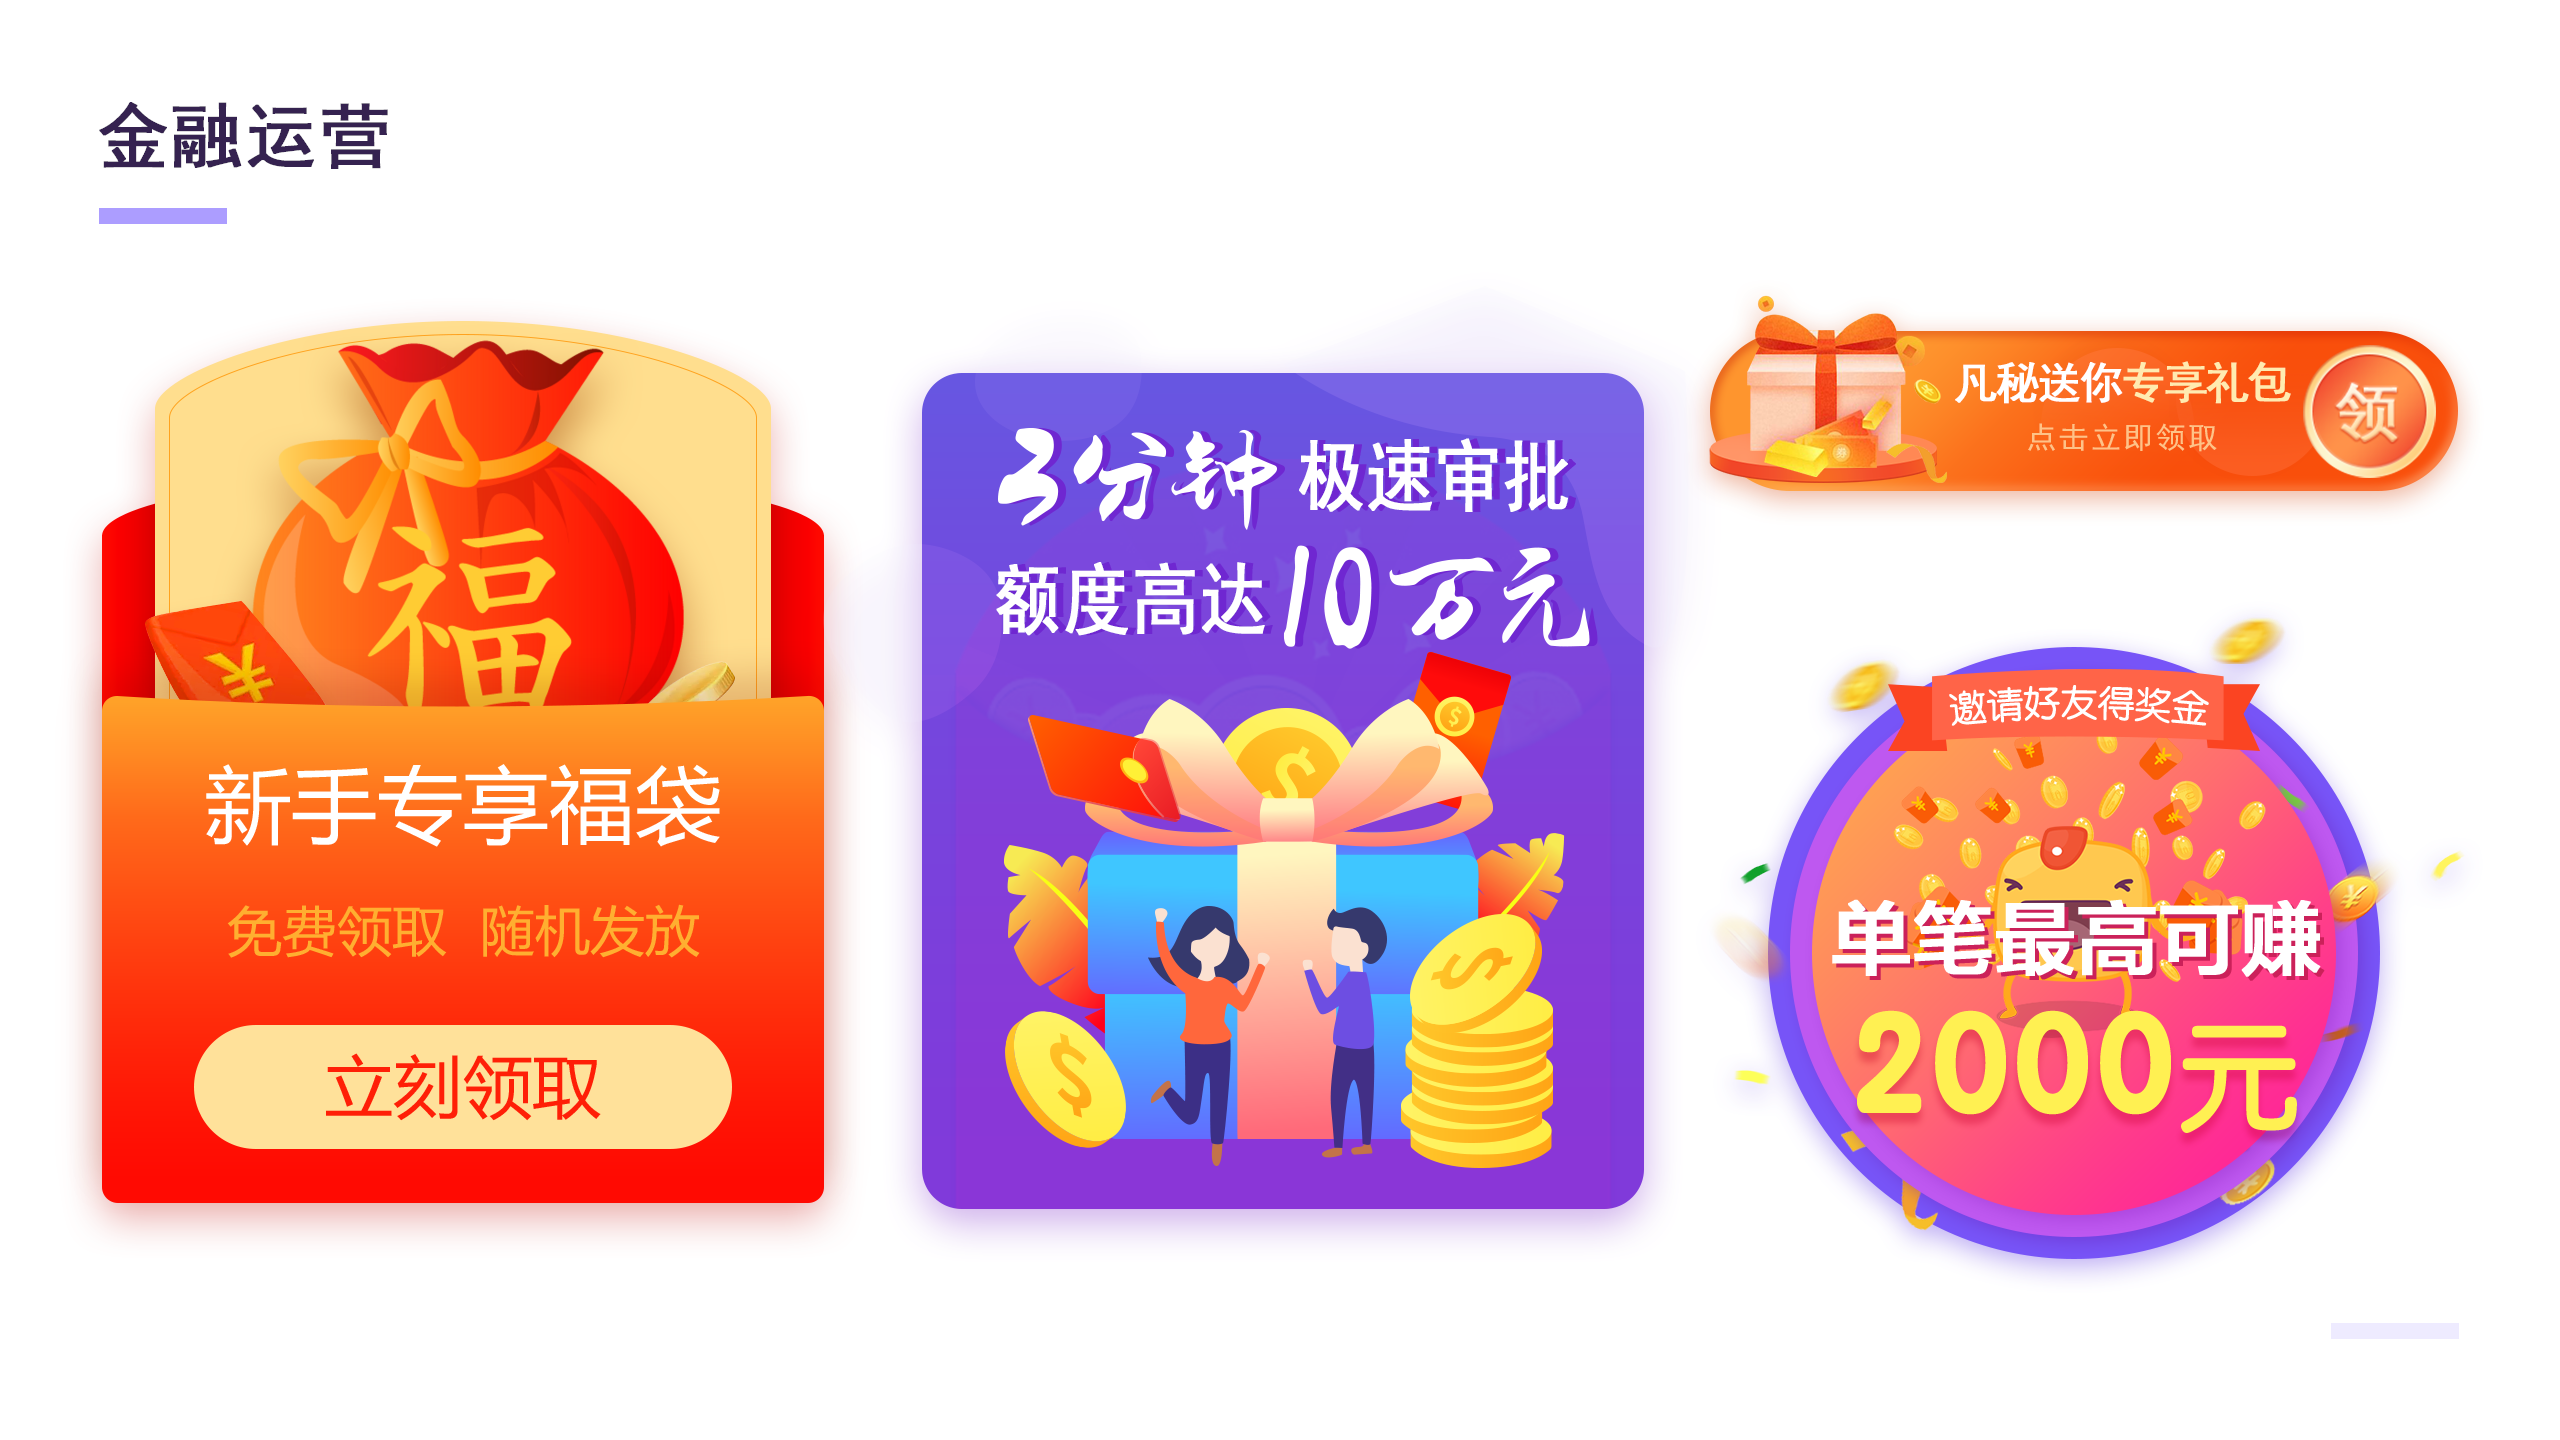 金融运营
福
¥
新手专享福袋
免费领取 随机发放
立刻领取
3分钟 极速审批
额度高达10万元
凡秘送你专享礼包
点击立即领取
领
邀请好友得奖金
单笔最高可赚
2000元